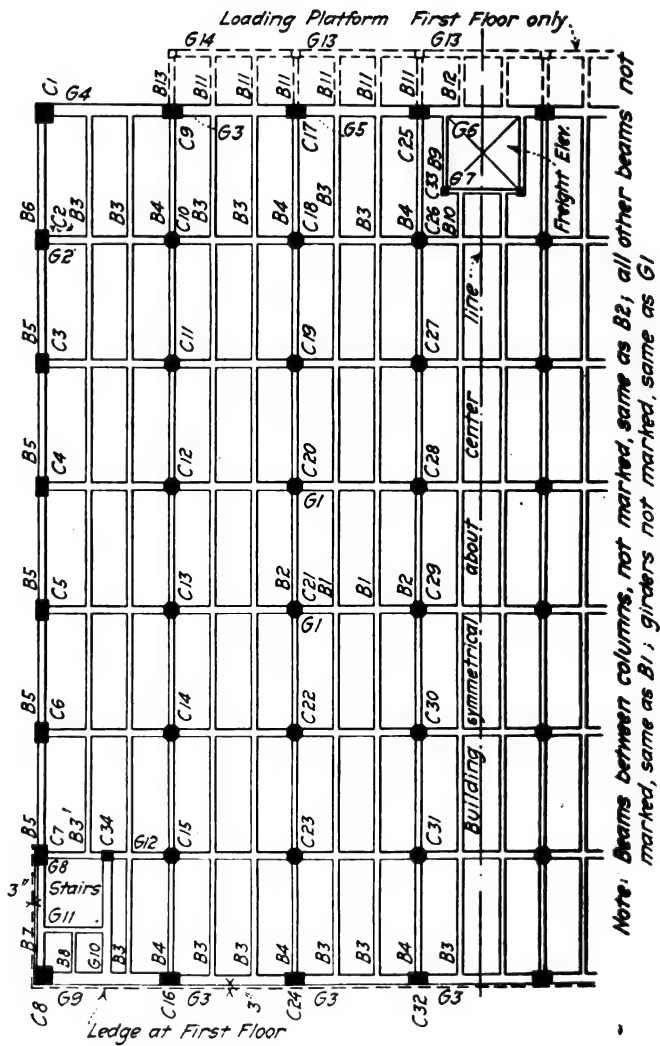 Loading Platform First Floor only
G14 G13 G13
C1 G4 B13 B11 B11 B11 B11 B11 B11 B12
C9 G3 C17 G5 C25 G6
B9 G7 Freight Elev.
B6 C2 B3 B3 B4 C10 B3 B3 B4 C18 B3 B3 B4 C26 C33 B10
G2
B5 C3 C11 C19 C27 line
B5 C4 C12 C20 C28 center
G1
B5 C5 C13 B2 C21 B1 B1 B2 C29 about
G1
B5 C6 C14 C22 C30 symmetrical
B5 C7 B3' C34 G12 C15 C23 C31 Building
G8
3" Stairs
G11
B7 B8 G10 B3 B4 B3 B3 B4 B3 B3 B4 B3
C8 G9 C16 G3 3" C24 G3 C32 G3
Ledge at First Floor
Note: Beams between columns, not marked, same as B2; all other beams not
marked, same as B1; girders not marked, same as G1